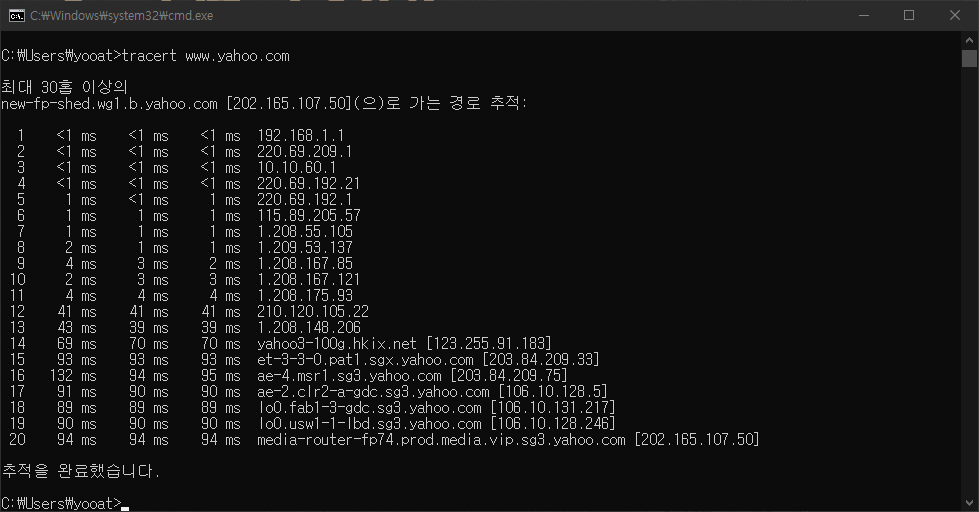 C:₩Windows₩system32₩cmd.exe
C:₩Users₩yooat>tracert www.yahoo.com
최대 30홉 이상의
new-fp-shed.wg1.b.yahoo.com [202.165.107.50](으)로 가는 경로 추적:
1 <1 ms <1 ms <1 ms 192.168.1.1
2 <1 ms <1 ms <1 ms 220.69.209.1
3 <1 ms <1 ms <1 ms 10.10.60.1
4 <1 ms <1 ms <1 ms 220.69.192.21
5 1 ms <1 ms 1 ms 220.69.192.1
6 1 ms 1 ms 1 ms 115.89.205.57
7 1 ms 1 ms 1 ms 1.208.55.105
8 2 ms 1 ms 1 ms 1.209.53.137
9 4 ms 3 ms 2 ms 1.208.167.85
10 2 ms 3 ms 3 ms 1.208.167.121
11 4 ms 4 ms 4 ms 1.208.175.93
12 41 ms 41 ms 41 ms 210.120.105.22
13 43 ms 39 ms 39 ms 1.208.148.206
14 69 ms 70 ms 70 ms yahoo3-100g.hkix.net [123.255.91.183]
15 93 ms 93 ms 93 ms et-3-3-0.pat1.sgx.yahoo.com [203.84.209.33]
16 132 ms 94 ms 95 ms ae-4.msr1.sg3.yahoo.com [203.84.209.75]
17 91 ms 90 ms 90 ms ae-2.clr2-a-gdc.sg3.yahoo.com [106.10.128.5]
18 89 ms 89 ms 89 ms lo0.fab1-3-gdc.sg3.yahoo.com [106.10.131.217]
19 90 ms 90 ms 90 ms lo0.usw1-1-lbd.sg3.yahoo.com [106.10.128.246]
20 94 ms 94 ms 94 ms media-router-fp74.prod.media.vip.sg3.yahoo.com [202.165.107.50]
추적을 완료했습니다.
C:₩Users₩yooat>